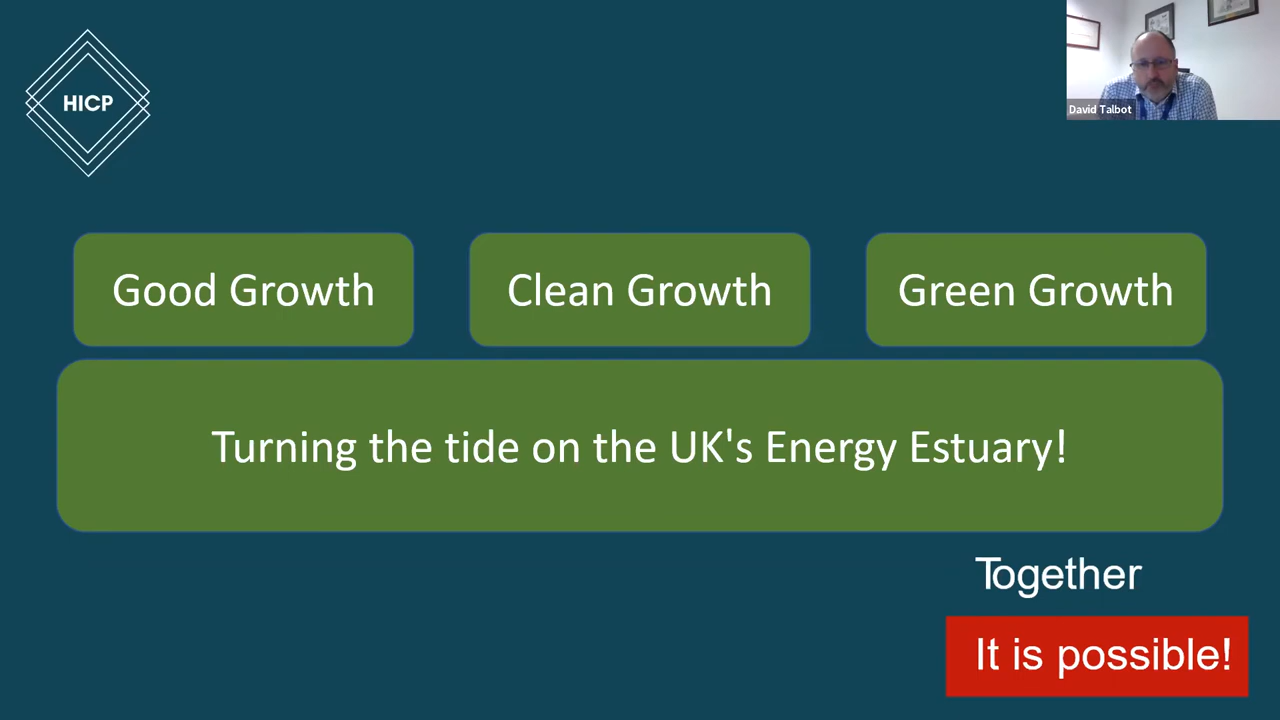 HICP
David Talbot
Good Growth
Clean Growth
Green Growth
Turning the tide on the UK's Energy Estuary!
Together
It is possible!